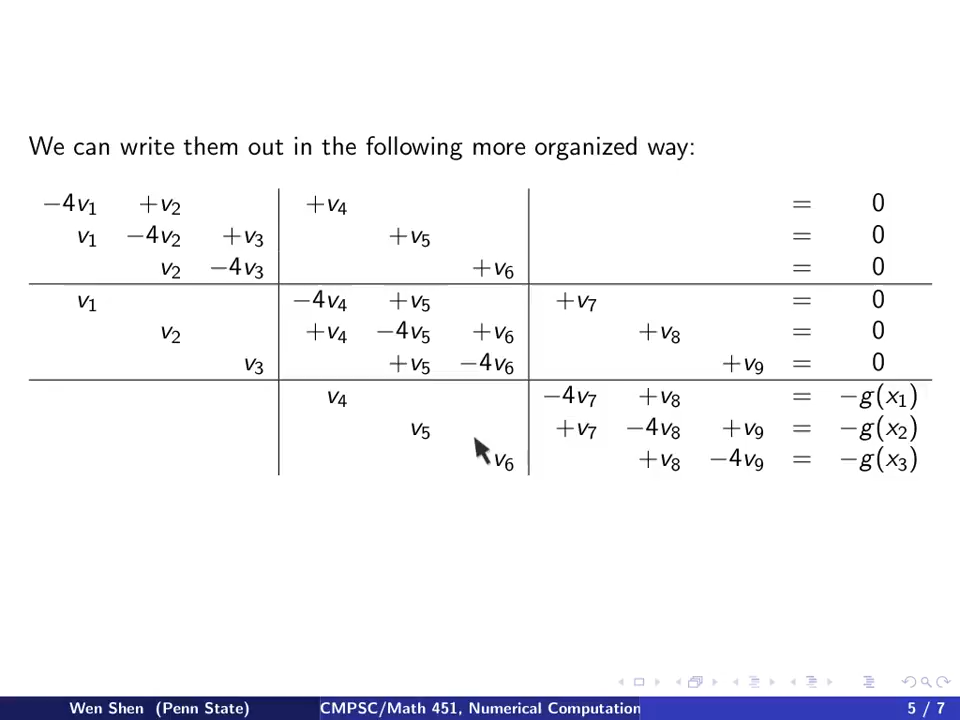 We can write them out in the following more organized way:
−4v₁ +v₂ +v₄ = 0
v₁ −4v₂ +v₃ +v₅ = 0
v₂ −4v₃ +v₆ = 0
v₁ −4v₄ +v₅ +v₇ = 0
v₂ +v₄ −4v₅ +v₆ +v₈ = 0
v₃ +v₅ −4v₆ +v₉ = 0
v₄ −4v₇ +v₈ = −g(x₁)
v₅ +v₇ −4v₈ +v₉ = −g(x₂)
v₆ +v₈ −4v₉ = −g(x₃)
Wen Shen (Penn State) CMPSC/Math 451, Numerical Computation 5 / 7